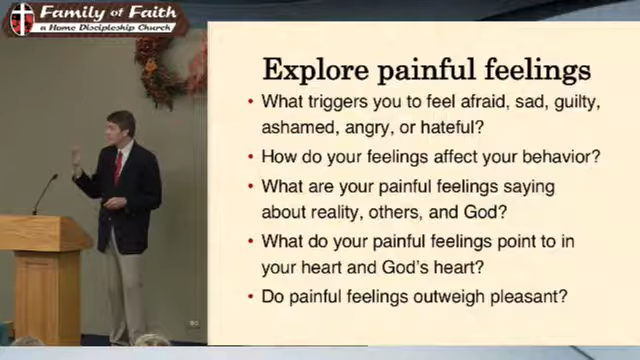 Family of Faith
a Home Discipleship Church
Explore painful feelings
• What triggers you to feel afraid, sad, guilty,
ashamed, angry, or hateful?
• How do your feelings affect your behavior?
• What are your painful feelings saying
about reality, others, and God?
• What do your painful feelings point to in
your heart and God's heart?
• Do painful feelings outweigh pleasant?